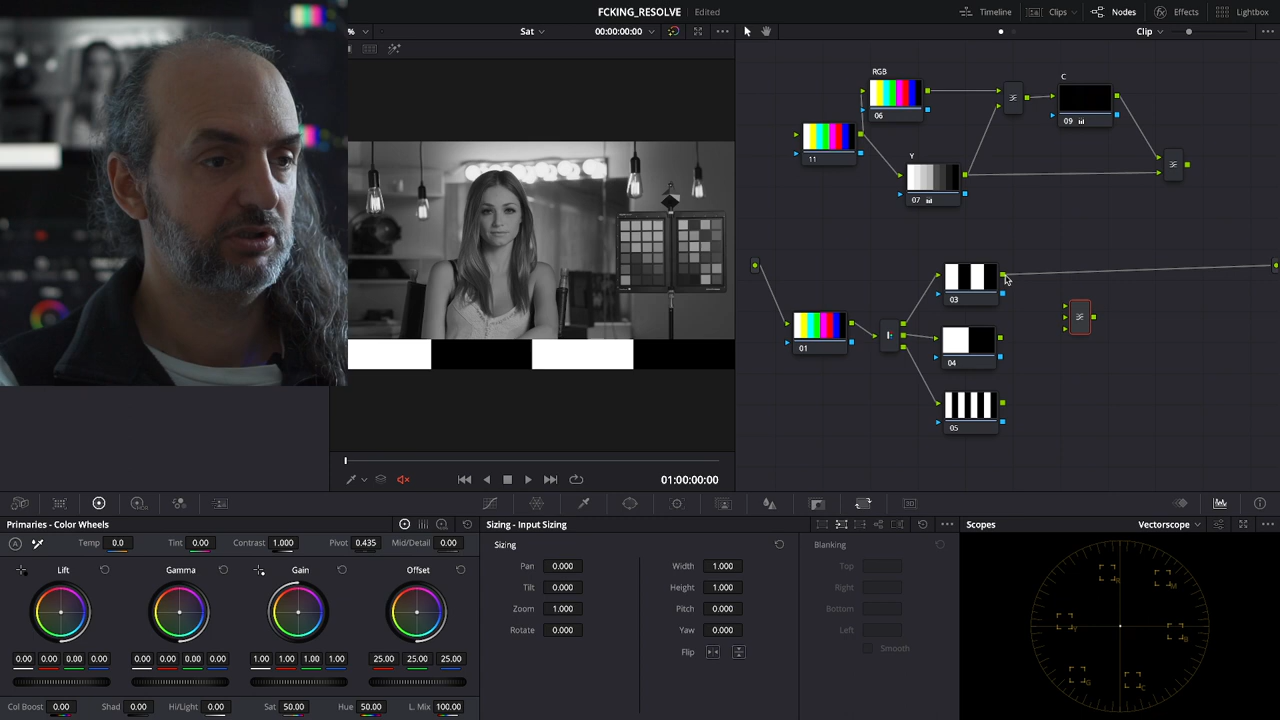 FCKING_RESOLVE Edited
Timeline Clips Nodes Effects Lightbox
% Sat 00:00:00:00
Clip
RGB
06
C
09
11
Y
07
03
01
04
05
01:00:00:00
Primaries - Color Wheels
Temp 0.0 Tint 0.00 Contrast 1.000 Pivot 0.435 Mid/Detail 0.00
Lift Gamma Gain Offset
0.00 0.00 0.00 0.00 0.00 0.00 0.00 0.00 1.00 1.00 1.00 1.00 25.00 25.00 25.00
Col Boost 0.00 Shad 0.00 Hi/Light 0.00 Sat 50.00 Hue 50.00 L. Mix 100.00
Sizing - Input Sizing
Sizing
Pan 0.000 Width 1.000
Tilt 0.000 Height 1.000
Zoom 1.000 Pitch 0.000
Rotate 0.000 Yaw 0.000
Flip
Blanking
Top
Right
Bottom
Left
Smooth
Scopes Vectorscope
R
M
Y
B
G
C